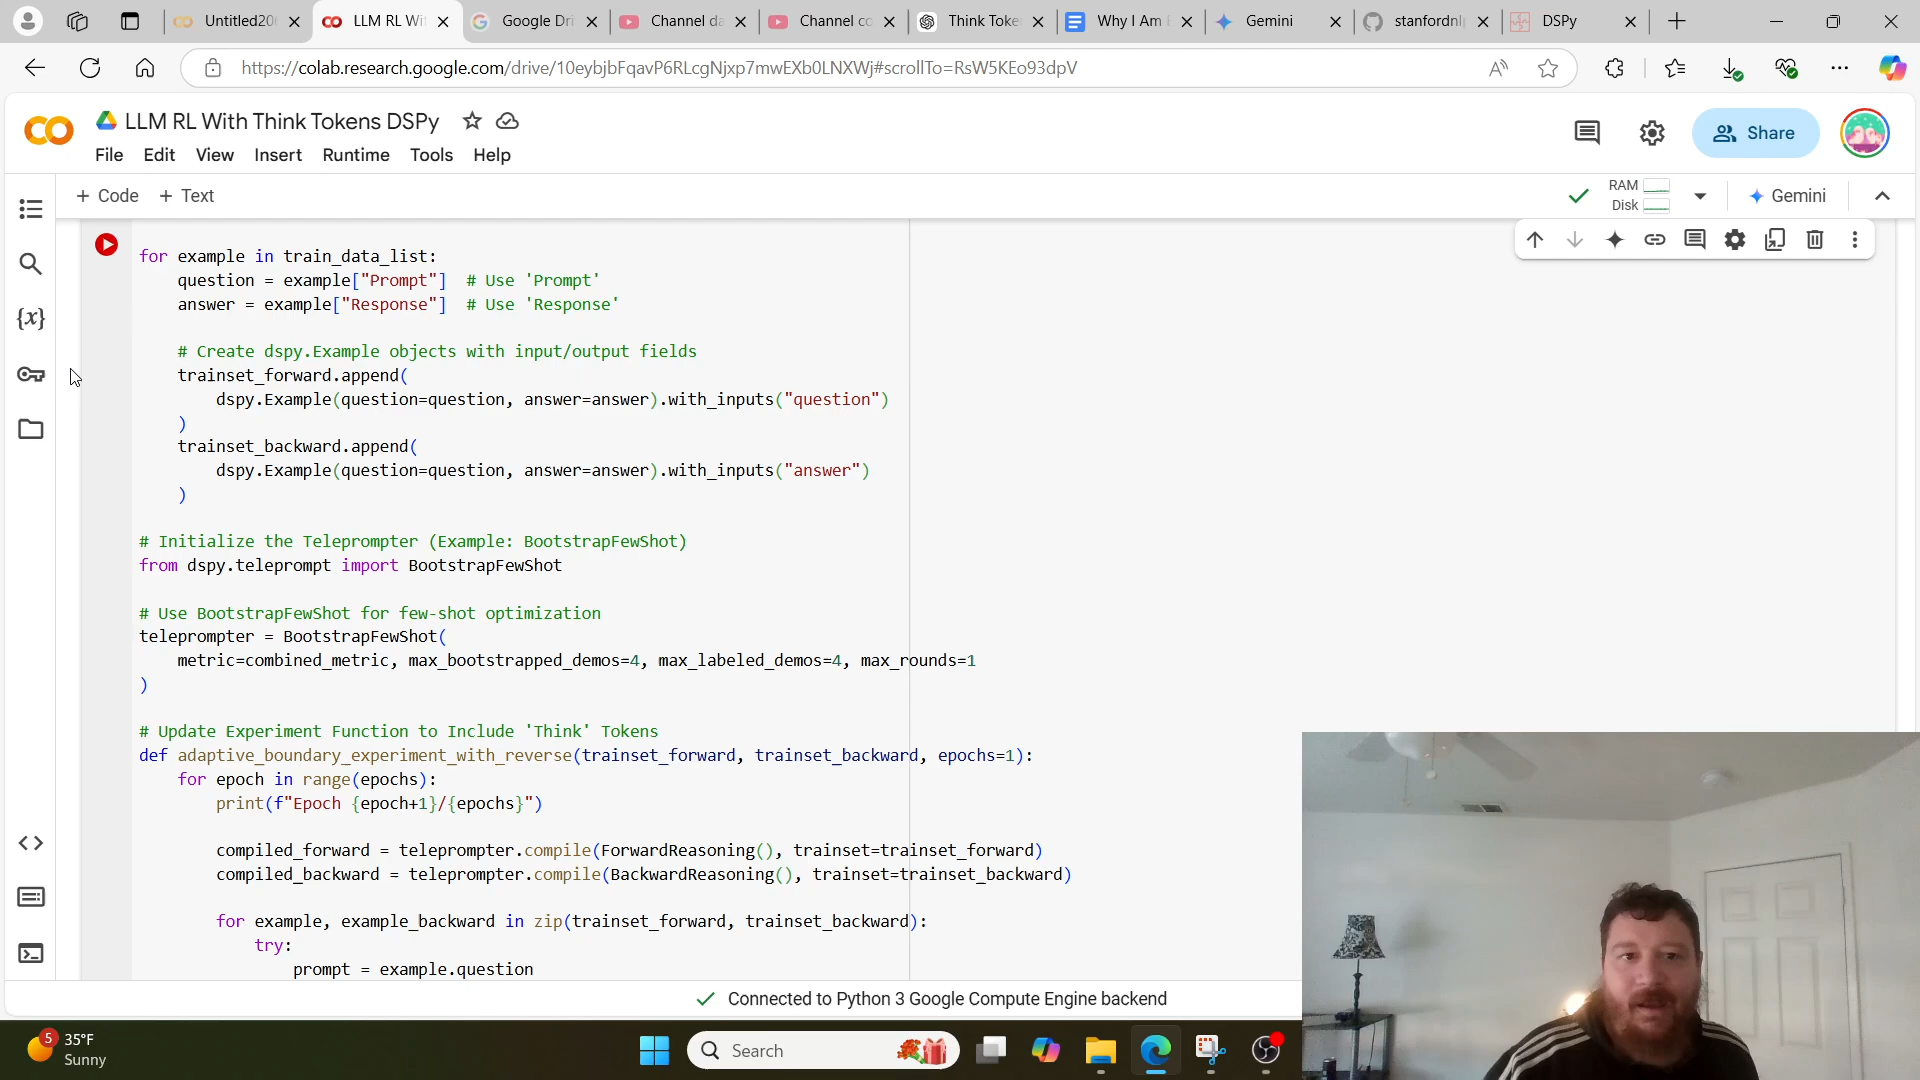 Untitled20
LLM RL Wi
Google Dri
Channel da
Channel co
Think Toke
Why I Am
Gemini
stanfordnl
DSPy
https://colab.research.google.com/drive/10eybjbFqavP6RLcgNjxp7mwEXb0LNXWj#scrollTo=RsW5KEo93dpV
LLM RL With Think Tokens DSPy
File Edit View Insert Runtime Tools Help
Share
+ Code + Text
RAM
Disk
Gemini
for example in train_data_list:
question = example["Prompt"] # Use 'Prompt'
answer = example["Response"] # Use 'Response'
# Create dspy.Example objects with input/output fields
trainset_forward.append(
dspy.Example(question=question, answer=answer).with_inputs("question")
)
trainset_backward.append(
dspy.Example(question=question, answer=answer).with_inputs("answer")
)
# Initialize the Teleprompter (Example: BootstrapFewShot)
from dspy.teleprompt import BootstrapFewShot
# Use BootstrapFewShot for few-shot optimization
teleprompter = BootstrapFewShot(
metric=combined_metric, max_bootstrapped_demos=4, max_labeled_demos=4, max_rounds=1
)
# Update Experiment Function to Include 'Think' Tokens
def adaptive_boundary_experiment_with_reverse(trainset_forward, trainset_backward, epochs=1):
for epoch in range(epochs):
print(f"Epoch {epoch+1}/{epochs}")
compiled_forward = teleprompter.compile(ForwardReasoning(), trainset=trainset_forward)
compiled_backward = teleprompter.compile(BackwardReasoning(), trainset=trainset_backward)
for example, example_backward in zip(trainset_forward, trainset_backward):
try:
prompt = example.question
Connected to Python 3 Google Compute Engine backend
5
35°F
Sunny
Search